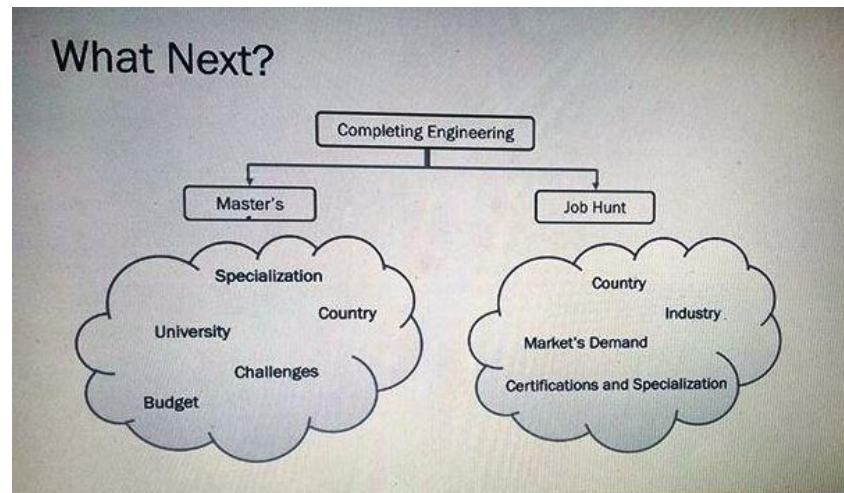 What Next?
Completing Engineering
Master's
Job Hunt
Specialization
Country
University
Challenges
Budget
Country
Industry
Market's Demand
Certifications and Specialization